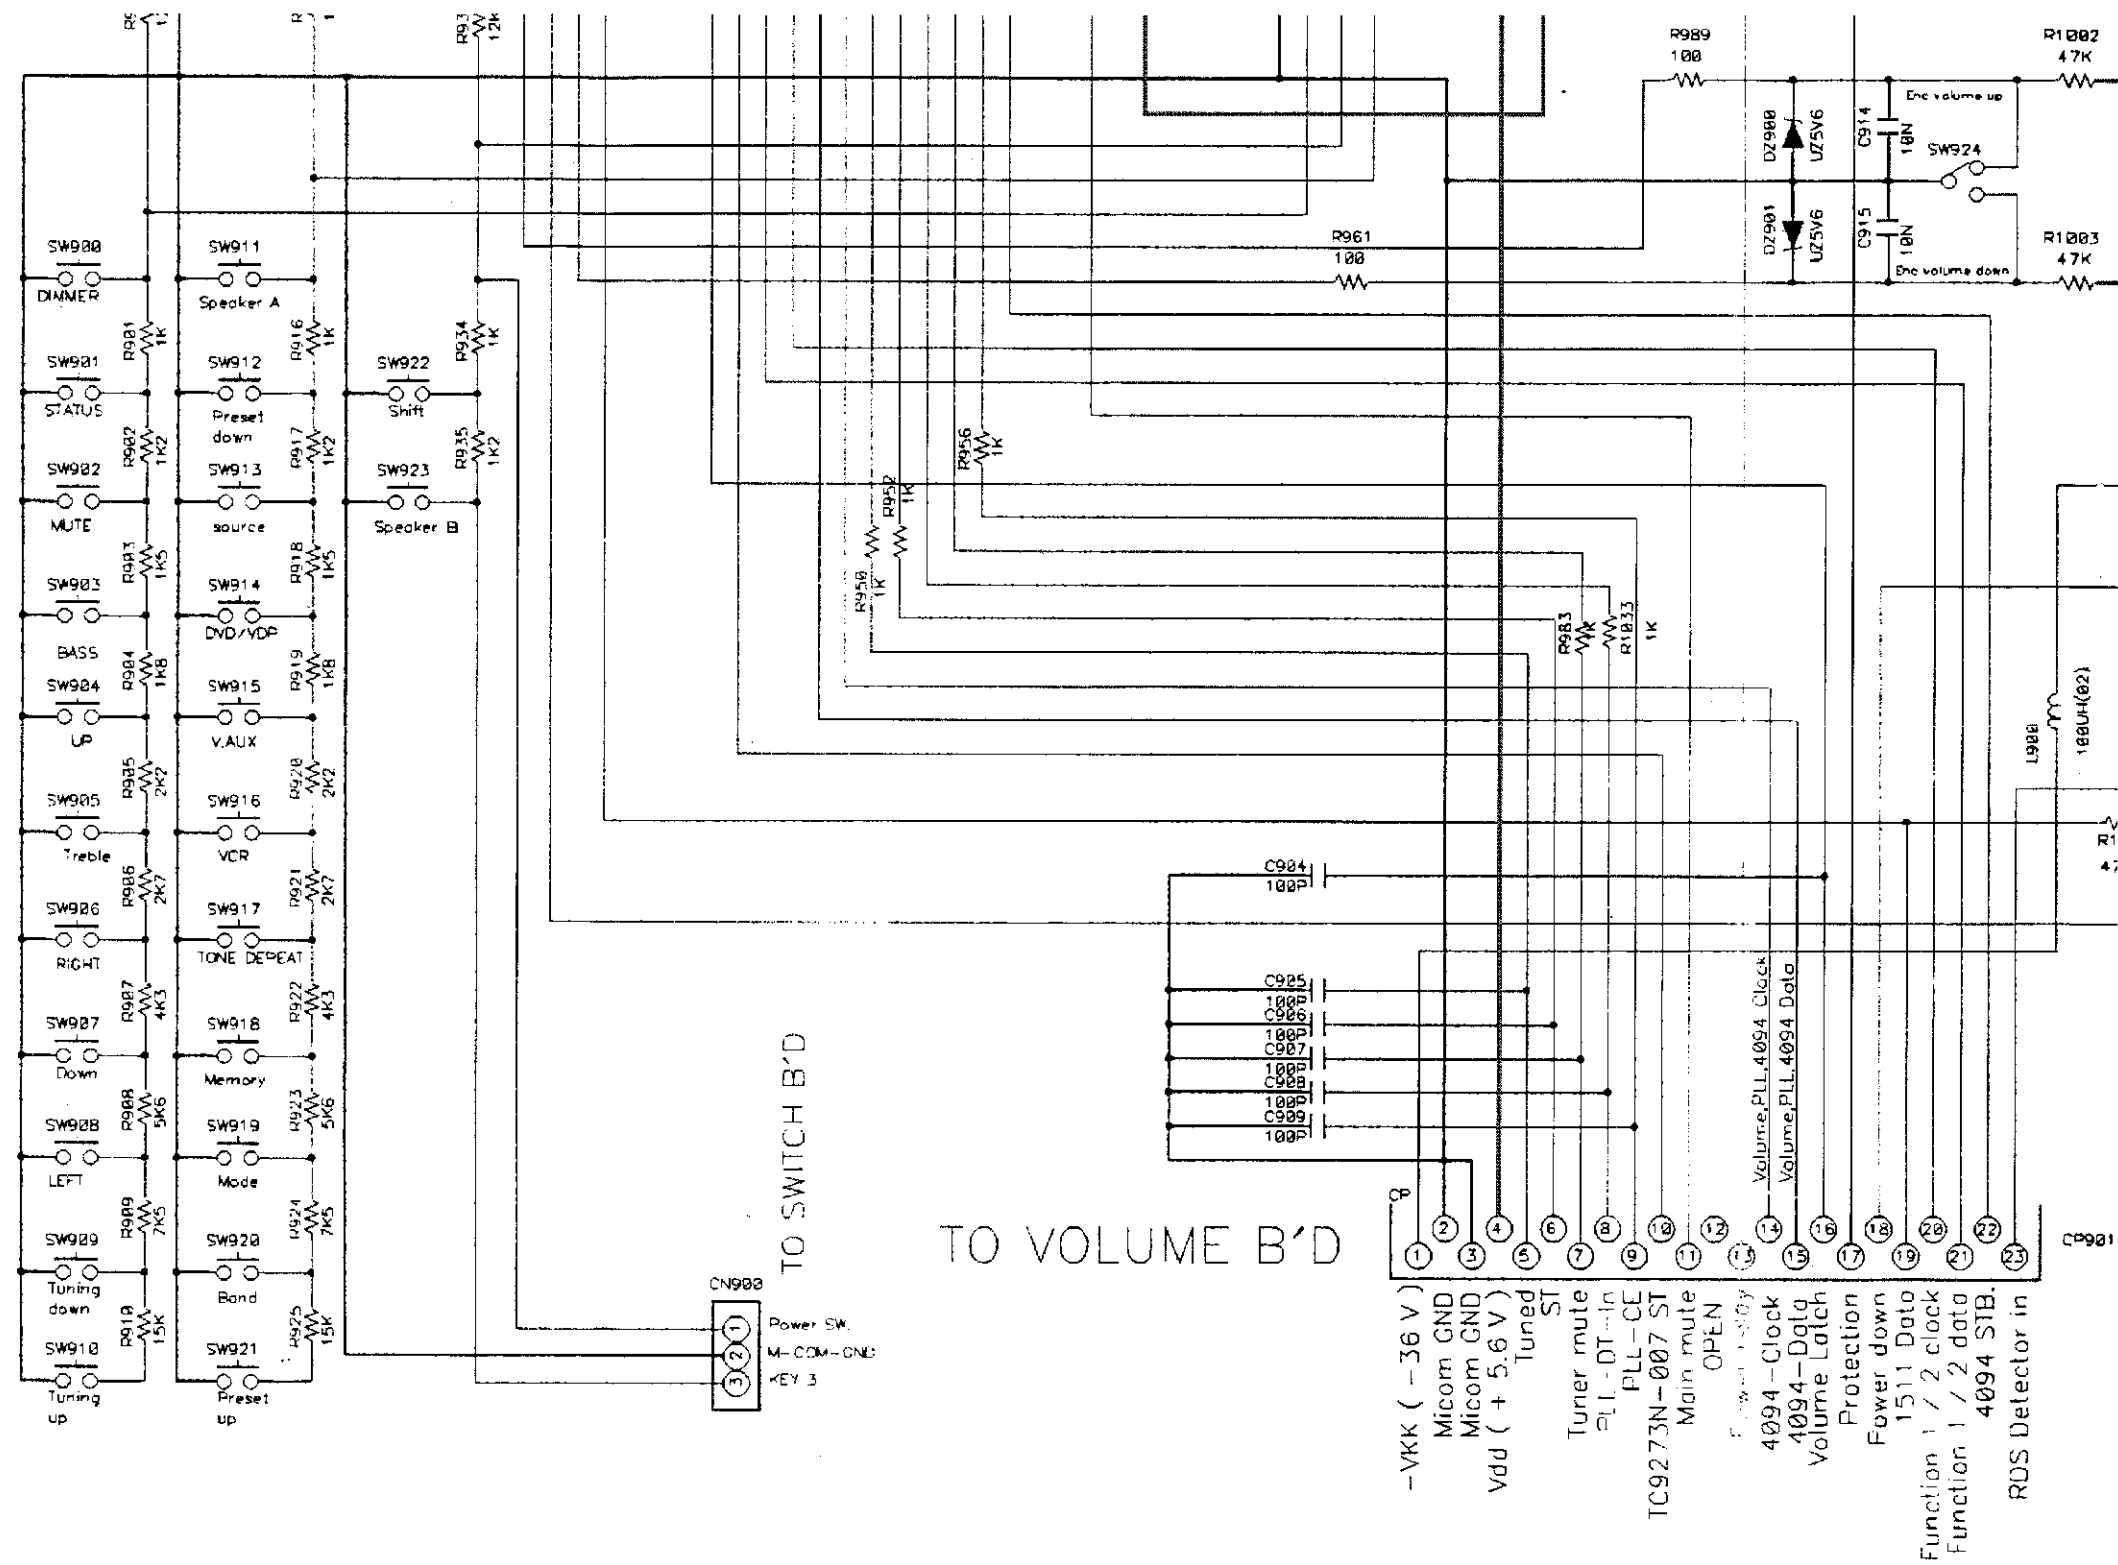 R93
12K
R989
100
R1002
47K
Enc volume up
DZ900
UZ5V6
C914
10N
SW924
DZ901
UZ5V6
C915
10N
R961
100
R1003
47K
Enc volume down
SW900
DIMMER
SW911
Speaker A
R901
1K
R916
1K
R934
1K
SW901
STATUS
SW912
Preset
down
SW922
Shift
R902
1K2
R917
1K2
R935
1K2
R956
1K
SW902
MUTE
SW913
source
SW923
Speaker B
R952
1K
R903
1K5
R918
1K5
R950
1K
SW903
BASS
SW914
DVD/VDP
R983
1K
R1033
1K
R904
1K8
R919
1K8
SW904
UP
SW915
V.AUX
L900
100UH(02)
R905
2K2
R920
2K2
SW905
Treble
SW916
VCR
R1
47
C904
100P
R906
2K7
R921
2K7
SW906
RIGHT
SW917
TONE DEPEAT
R907
4K3
R922
4K3
C905
100P
C906
100P
C907
100P
C908
100P
C909
100P
Volume,PLL,4094 Clock
Volume,PLL,4094 Data
SW907
Down
SW918
Memory
R908
5K6
R923
5K6
SW908
LEFT
SW919
Mode
R909
7K5
R924
7K5
SW909
Tuning
down
SW920
Band
R910
15K
R925
15K
SW910
Tuning
up
SW921
Preset
up
TO SWITCH B'D
CN900
1 Power SW.
2 M-COM-GND
3 KEY 3
TO VOLUME B'D
CP
CP901
2 4 6 8 10 12 14 16 18 20 22
1 3 5 7 9 11 13 15 17 19 21 23
-VKK ( -36 V )
Micom GND
Micom GND
Vdd ( + 5.6 V )
Tuned
ST
Tuner mute
PLL-DT-In
PLL-CE
TC9273N-007 ST
Main mute
OPEN
4094-Clock
4094-Data
Volume Latch
Protection
Power down
1511 Data
Function 1 / 2 clock
Function 1 / 2 data
4094 STB.
RDS Detector in